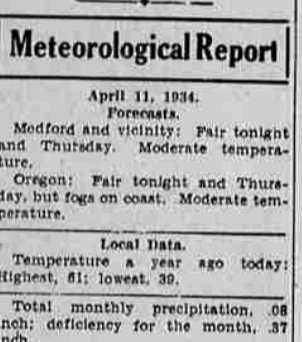 Meteorological Report
April 11, 1934.
Forecasts.
Medford and vicinity: Fair tonight
and Thursday. Moderate tempera-
ture.
Oregon: Fair tonight and Thurs-
day, but fogs on coast. Moderate tem-
perature.
Local Data.
Temperature a year ago today:
Highest, 61; lowest, 39.
Total monthly precipitation, .08
inch; deficiency for the month, .37
inch